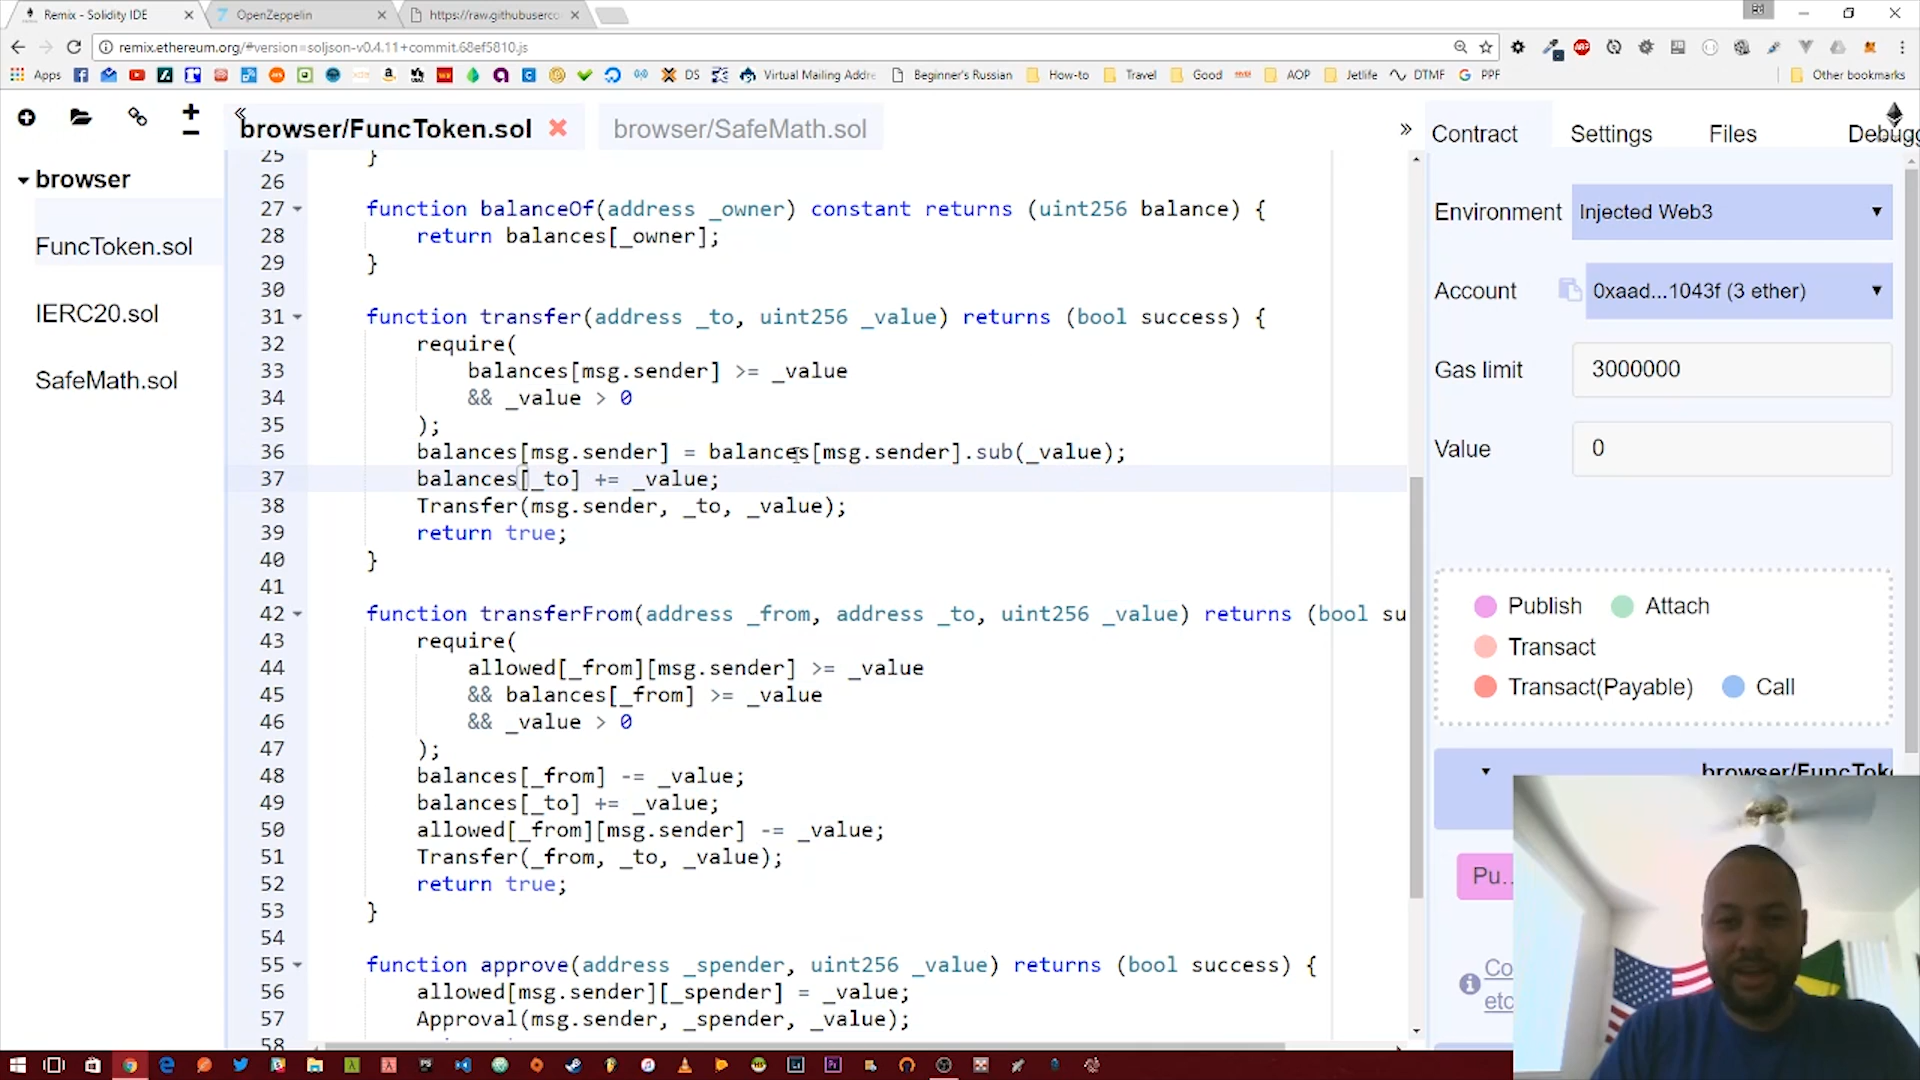 Remix - Solidity IDE
OpenZeppelin
https://raw.githubuserco
remix.ethereum.org/#version=soljson-v0.4.11+commit.68ef5810.js
Apps
DS
Virtual Mailing Addre
Beginner's Russian
How-to
Travel
Good
AOP
Jetlife
DTMF
PPF
Other bookmarks
browser/FuncToken.sol
browser/SafeMath.sol
Contract
Settings
Files
Debugg
browser
FuncToken.sol
IERC20.sol
SafeMath.sol
25 }
26
27 function balanceOf(address _owner) constant returns (uint256 balance) {
28 return balances[_owner];
29 }
30
31 function transfer(address _to, uint256 _value) returns (bool success) {
32 require(
33 balances[msg.sender] >= _value
34 && _value > 0
35 );
36 balances[msg.sender] = balances[msg.sender].sub(_value);
37 balances[_to] += _value;
38 Transfer(msg.sender, _to, _value);
39 return true;
40 }
41
42 function transferFrom(address _from, address _to, uint256 _value) returns (bool su
43 require(
44 allowed[_from][msg.sender] >= _value
45 && balances[_from] >= _value
46 && _value > 0
47 );
48 balances[_from] -= _value;
49 balances[_to] += _value;
50 allowed[_from][msg.sender] -= _value;
51 Transfer(_from, _to, _value);
52 return true;
53 }
54
55 function approve(address _spender, uint256 _value) returns (bool success) {
56 allowed[msg.sender][_spender] = _value;
57 Approval(msg.sender, _spender, _value);
58
Environment
Injected Web3
Account
0xaad...1043f (3 ether)
Gas limit
3000000
Value
0
Publish
Attach
Transact
Transact(Payable)
Call
browser/FuncTok
Pu...
Co
etc